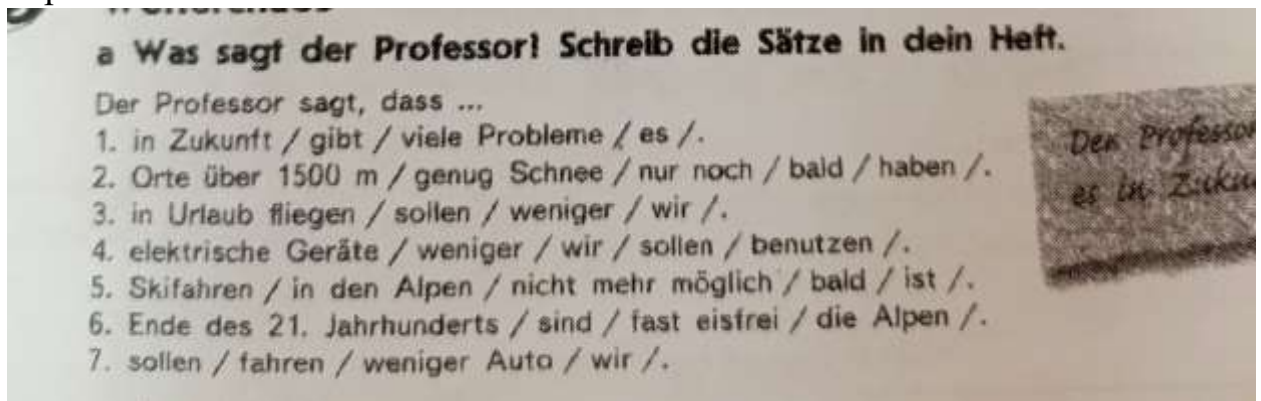 a Was sagt der Professor? Schreib die Sätze in dein Heft.
Der Professor sagt, dass ...
1. in Zukunft / gibt / viele Probleme / es /.
2. Orte über 1500 m / genug Schnee / nur noch / bald / haben /.
3. in Urlaub fliegen / sollen / weniger / wir /.
4. elektrische Geräte / weniger / wir / sollen / benutzen /.
5. Skifahren / in den Alpen / nicht mehr möglich / bald / ist /.
6. Ende des 21. Jahrhunderts / sind / fast eisfrei / die Alpen /.
7. sollen / fahren / weniger Auto / wir /.
Der Professor
es in Zuku